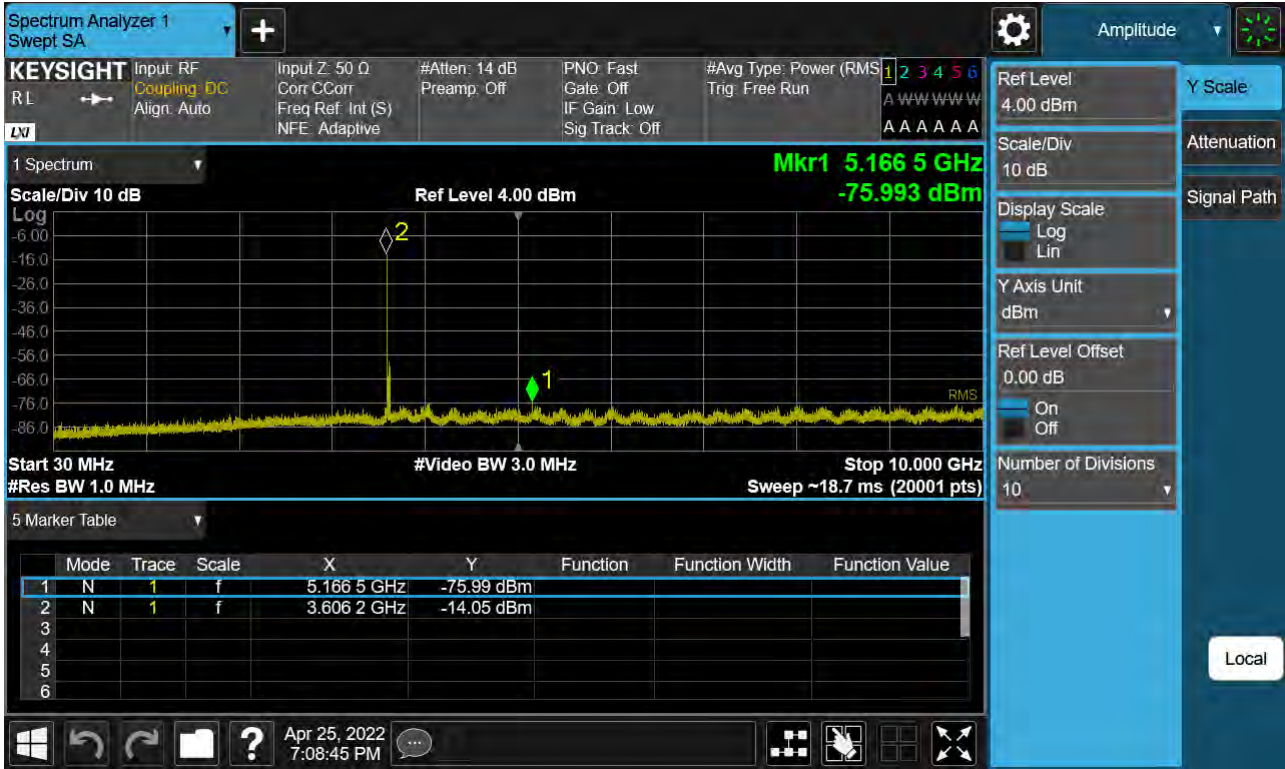 Spectrum Analyzer 1
Swept SA
+
Amplitude
KEYSIGHT
R L
LXI
Input: RF
Coupling: DC
Align: Auto
Input Z: 50 Ω
Corr CCorr
Freq Ref: Int (S)
NFE: Adaptive
#Atten: 14 dB
Preamp: Off
PNO: Fast
Gate: Off
IF Gain: Low
Sig Track: Off
#Avg Type: Power (RMS
Trig: Free Run
1 2 3 4 5 6
A W W W W W
A A A A A A
1 Spectrum
Mkr1 5.166 5 GHz
-75.993 dBm
Scale/Div 10 dB
Ref Level 4.00 dBm
Log
-6.00
-16.0
-26.0
-36.0
-46.0
-56.0
-66.0
-76.0
-86.0
2
1
RMS
Start 30 MHz
#Video BW 3.0 MHz
Stop 10.000 GHz
#Res BW 1.0 MHz
Sweep ~18.7 ms (20001 pts)
5 Marker Table
Mode Trace Scale X Y Function Function Width Function Value
1 N 1 f 5.166 5 GHz -75.99 dBm
2 N 1 f 3.606 2 GHz -14.05 dBm
3
4
5
6
Ref Level
4.00 dBm
Scale/Div
10 dB
Display Scale
Log
Lin
Y Axis Unit
dBm
Ref Level Offset
0.00 dB
On
Off
Number of Divisions
10
Y Scale
Attenuation
Signal Path
Local
?
Apr 25, 2022
7:08:45 PM